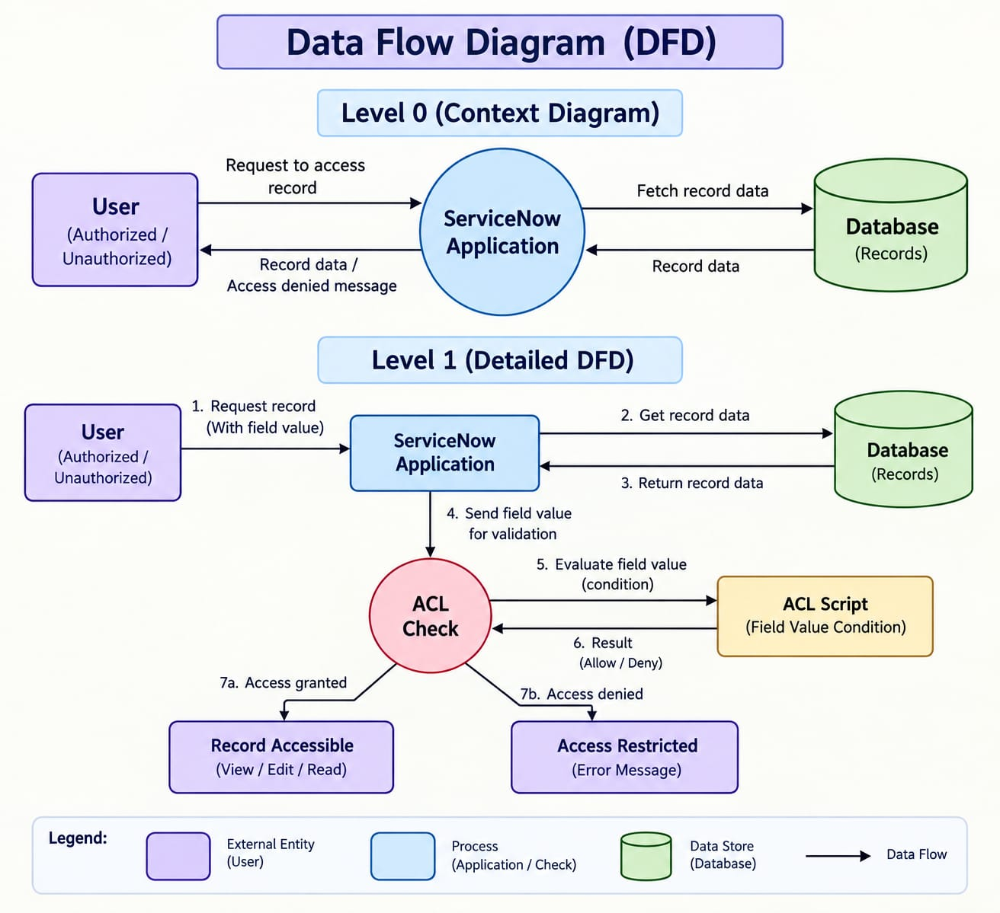 Data Flow Diagram (DFD)
Level 0 (Context Diagram)
User
(Authorized /
Unauthorized)
Request to access
record
Record data /
Access denied message
ServiceNow
Application
Fetch record data
Record data
Database
(Records)
Level 1 (Detailed DFD)
User
(Authorized /
Unauthorized)
1. Request record
(With field value)
ServiceNow
Application
2. Get record data
3. Return record data
Database
(Records)
4. Send field value
for validation
ACL
Check
5. Evaluate field value
(condition)
6. Result
(Allow / Deny)
ACL Script
(Field Value Condition)
7a. Access granted
7b. Access denied
Record Accessible
(View / Edit / Read)
Access Restricted
(Error Message)
Legend:
External Entity
(User)
Process
(Application / Check)
Data Store
(Database)
Data Flow